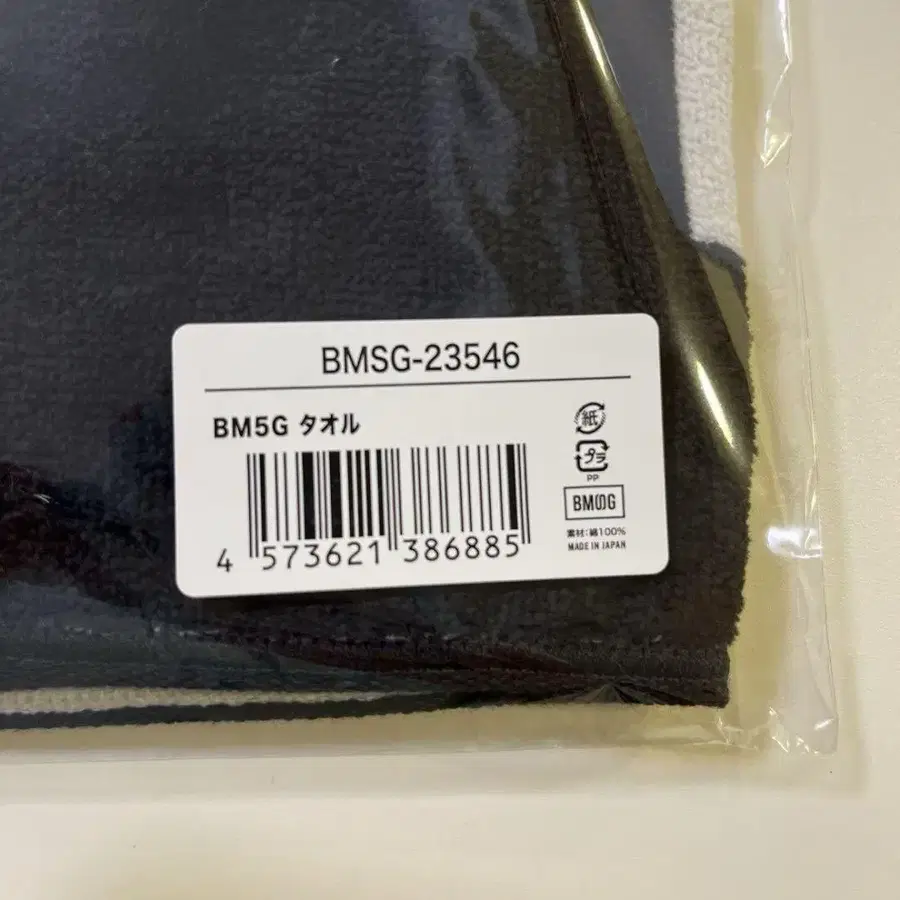 BMSG-23546
BM5G タオル
紙
プラ
PP
BMSG
素材:綿100%
MADE IN JAPAN
4 573621 386885